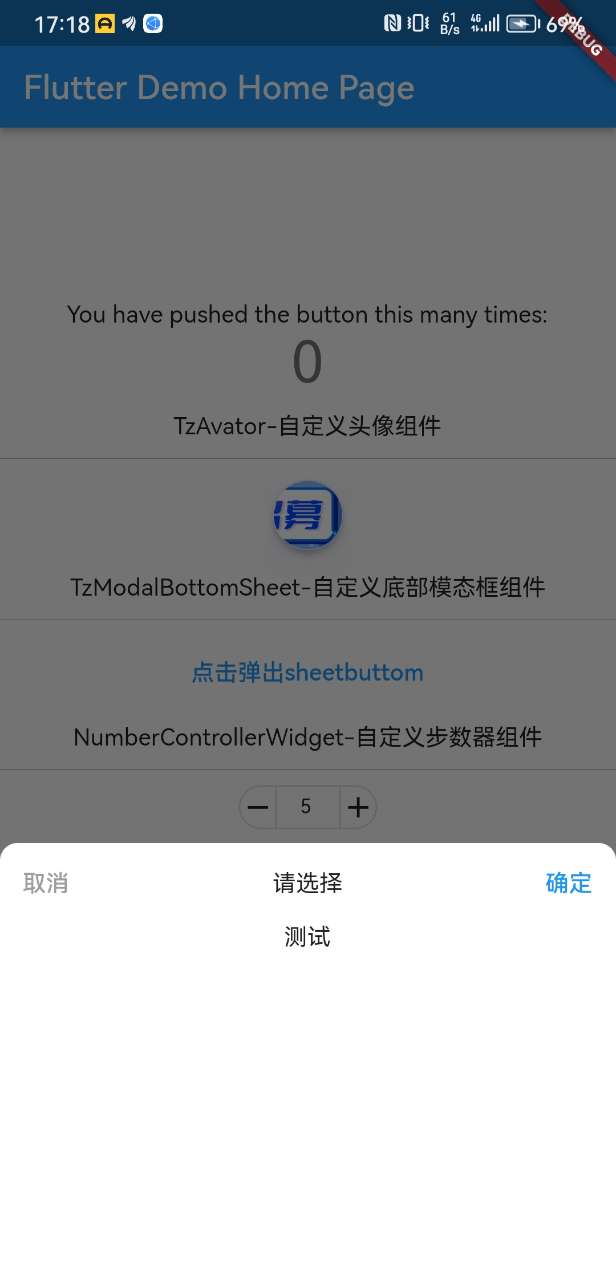 17:18
61
B/s
4G
69%
DEBUG
Flutter Demo Home Page
You have pushed the button this many times:
0
TzAvator-自定义头像组件
TzModalBottomSheet-自定义底部模态框组件
点击弹出sheetbuttom
NumberControllerWidget-自定义步数器组件
5
取消 请选择 确定
测试